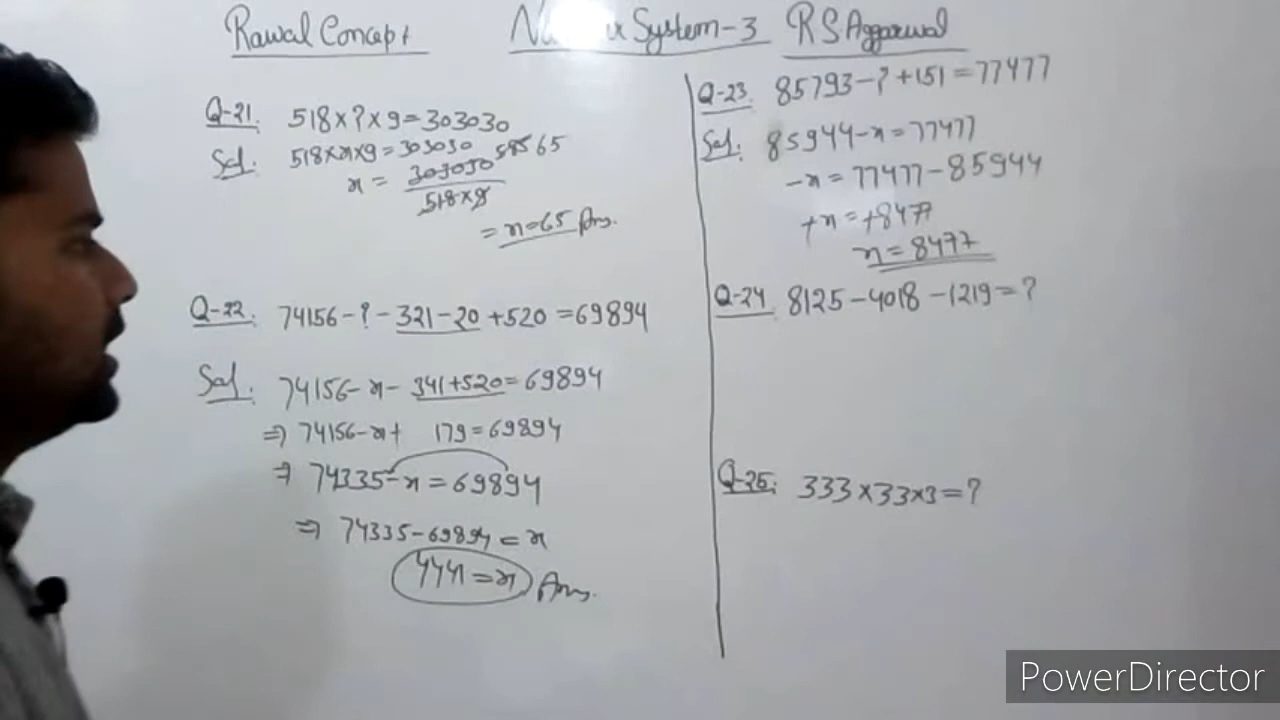 Rawal Concept System-3 RS Aggarwal
Q-21. 518×?×9=303030
Sol. 518×x×9=303030
x = 303030 585 65
518×9
= x=65 Ans.
Q-22. 74156-?-321-20+520=69894
Sol. 74156-x-341+520=69894
⇒ 74156-x+ 179=69894
⇒ 74335-x=69894
⇒ 74335-69894=x
4441=x Ans.
Q-23. 85793-?+151=77477
Sol. 85944-x=77477
-x=77477-85944
+x=+8477
x=8477
Q-24 8125-4018-1219=?
Q-25. 333×33×3=?
PowerDirector